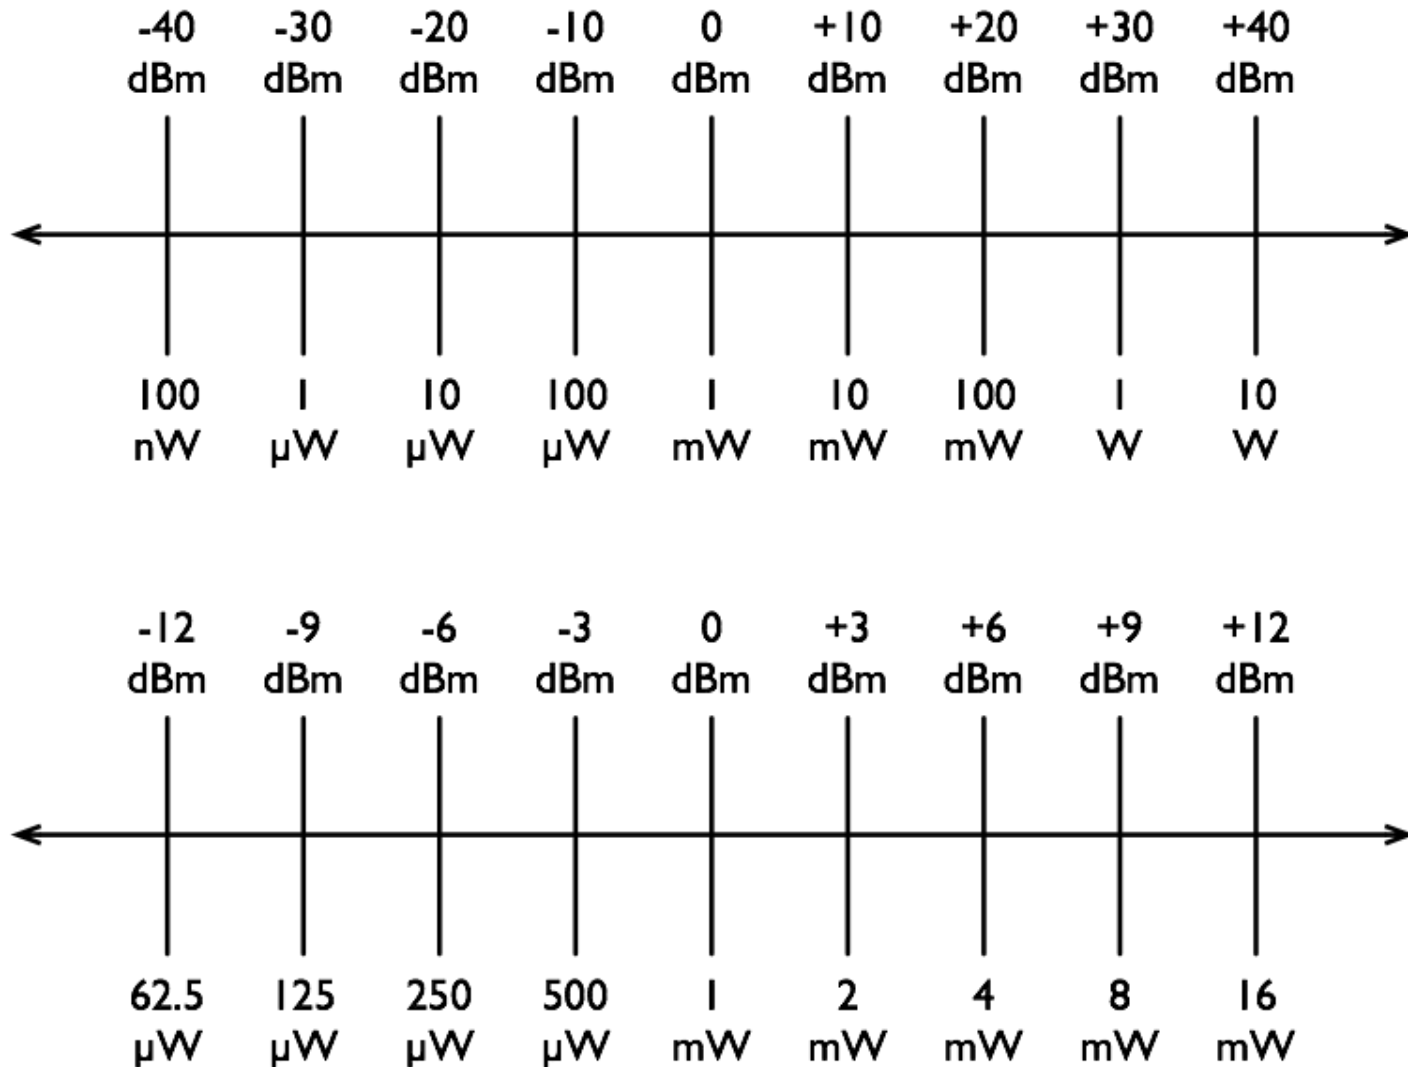 -40 -30 -20 -10 0 +10 +20 +30 +40
dBm dBm dBm dBm dBm dBm dBm dBm dBm
100 1 10 100 1 10 100 1 10
nW µW µW µW mW mW mW W W
-12 -9 -6 -3 0 +3 +6 +9 +12
dBm dBm dBm dBm dBm dBm dBm dBm dBm
62.5 125 250 500 1 2 4 8 16
µW µW µW µW mW mW mW mW mW